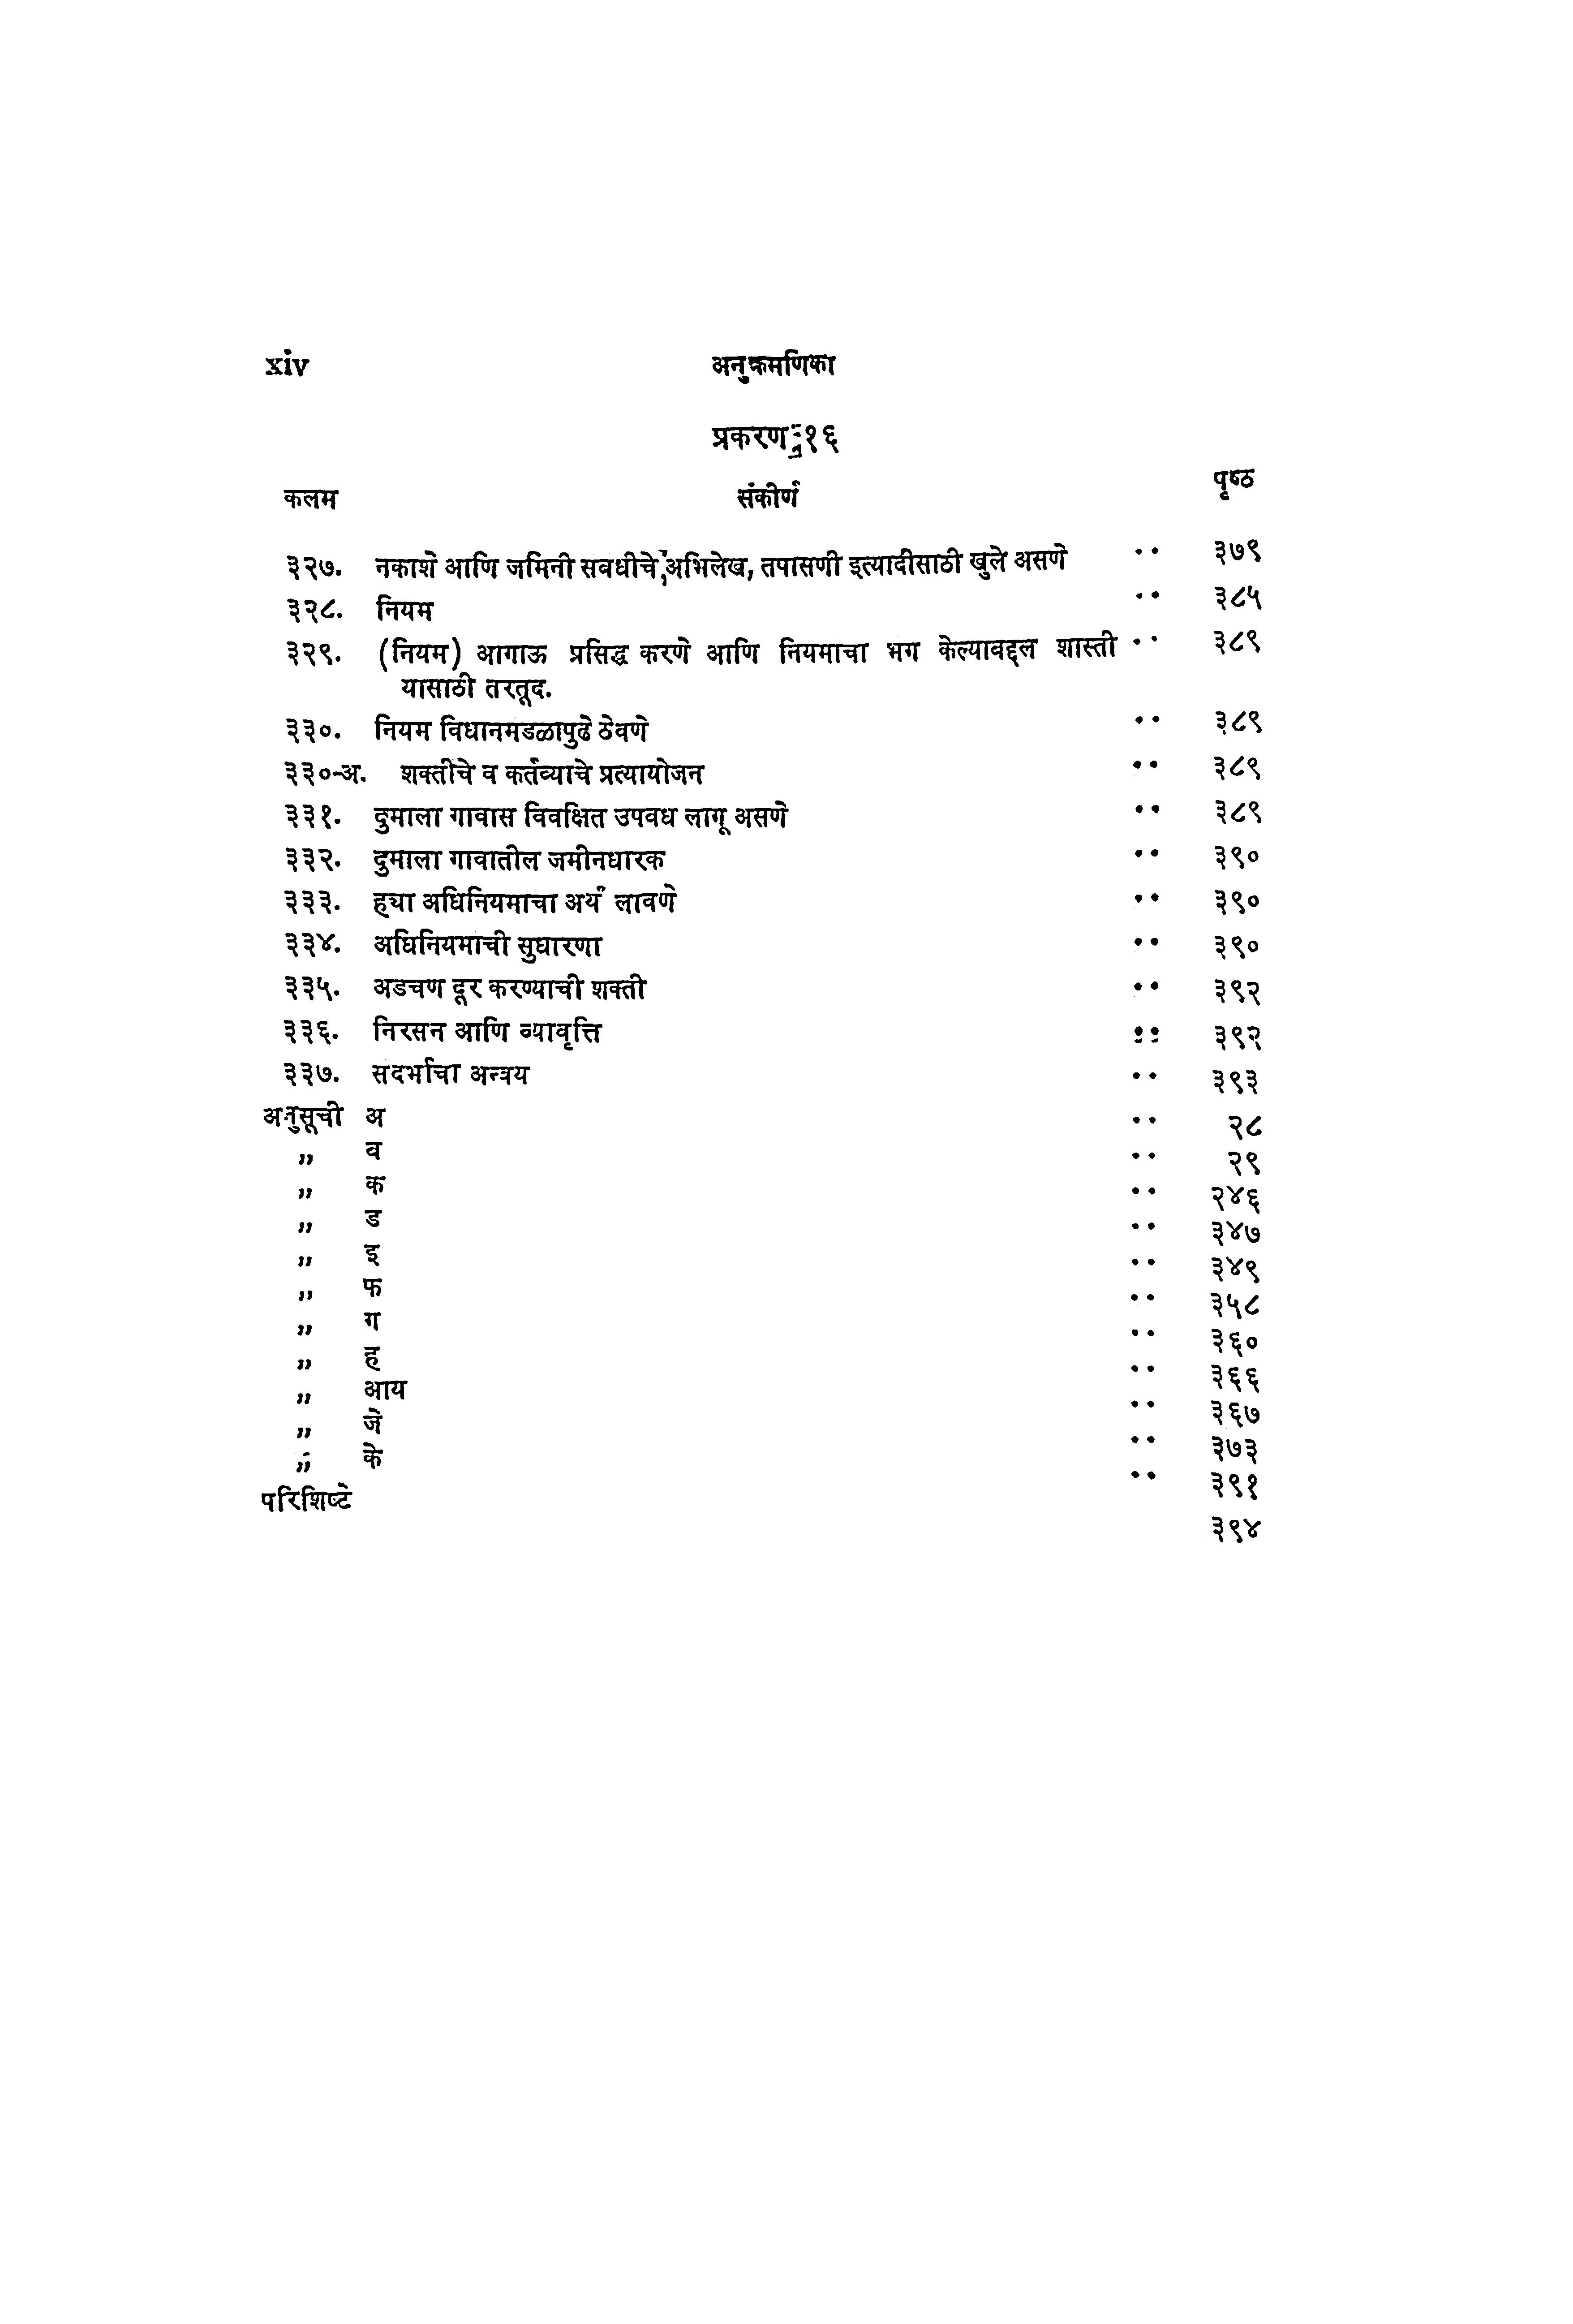 xiv अनुक्रमणिका
प्रकरण १६
कलम संकीर्ण पृष्ठ
३२७. नकाशे आणि जमिनी सवधीचे, अभिलेख, तपासणी इत्यादीसाठी खुले असणे .. ३७९
३२८. नियम .. ३८५
३२९. (नियम) आगाऊ प्रसिद्ध करणे आणि नियमाचा भग केल्यावद्दल शास्ती .. ३८९
यासाठी तरतूद.
३३०. नियम विधानमडळापुढे ठेवणे .. ३८९
३३०-अ. शक्तीचे व कर्तव्याचे प्रत्यायोजन .. ३८९
३३१. दुमाला गावास विवक्षित उपवध लागू असणे .. ३८९
३३२. दुमाला गावातील जमीनधारक .. ३९०
३३३. ह्या अधिनियमाचा अर्थ लावणे .. ३९०
३३४. अधिनियमाची सुधारणा .. ३९०
३३५. अडचण दूर करण्याची शक्ती .. ३९२
३३६. निरसन आणि व्यावृत्ति .. ३९२
३३७. सदर्भाचा अन्वय .. ३९३
अनुसूची अ .. २८
„ व .. २९
„ क .. २४६
„ ड .. ३४७
„ इ .. ३४९
„ फ .. ३५८
„ ग .. ३६०
„ ह .. ३६६
„ आय .. ३६७
„ जे .. ३७३
„ के .. ३९१
परिशिष्टे ३९४